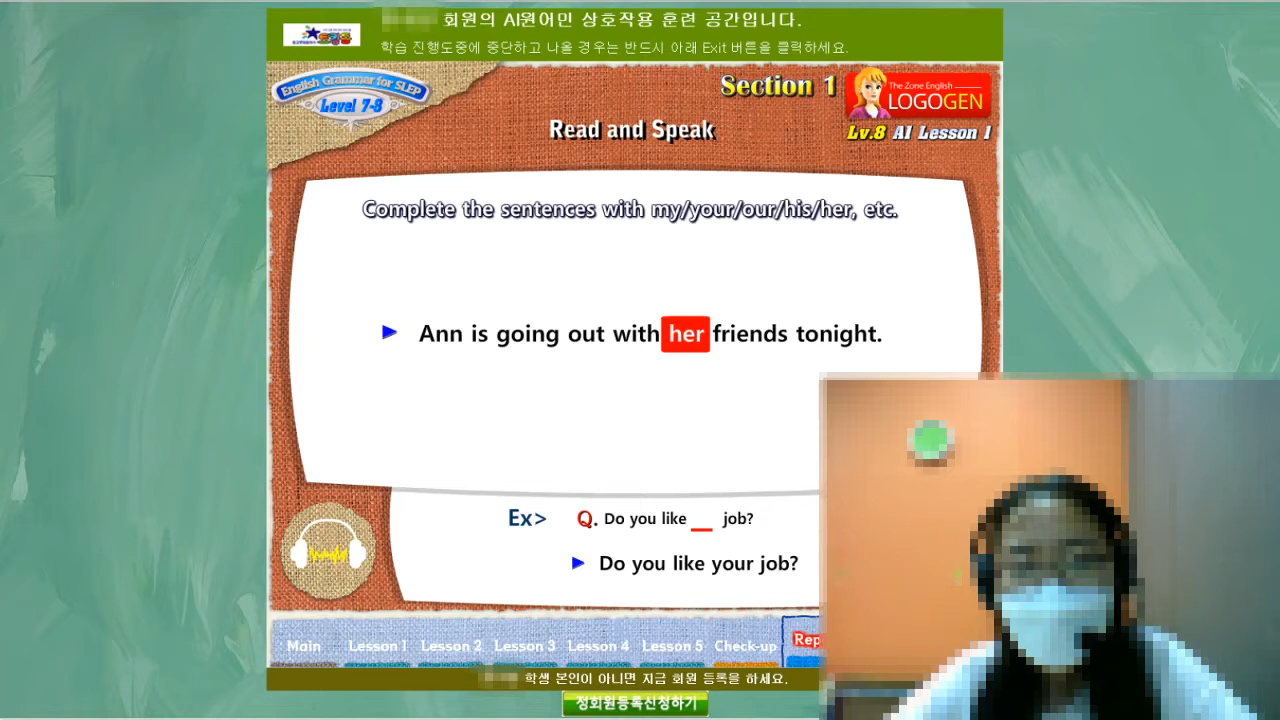 회원의 AI원어민 상호작용 훈련 공간입니다.
학습 진행도중에 중단하고 나올 경우는 반드시 아래 Exit 버튼을 클릭하세요.
English Grammar for SLEP
Level 7-8
Section 1
The Zone English
LOGOGEN
Lv.8 AI Lesson 1
Read and Speak
Complete the sentences with my/your/our/his/her, etc.
► Ann is going out with her friends tonight.
Ex> Q. Do you like __ job?
► Do you like your job?
Main Lesson 1 Lesson 2 Lesson 3 Lesson 4 Lesson 5 Check-up Rep
학생 본인이 아니면 지금 회원 등록을 하세요.
정회원등록신청하기